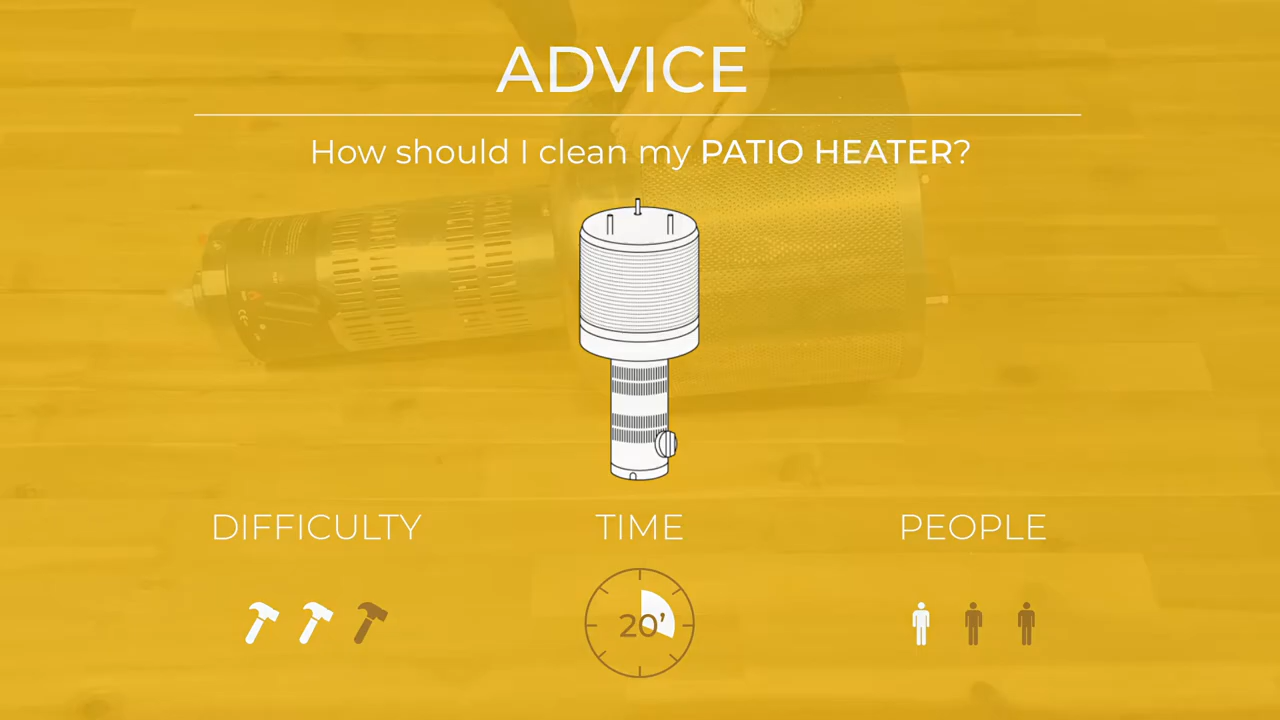 ADVICE
How should I clean my PATIO HEATER?
DIFFICULTY
TIME
PEOPLE
20’